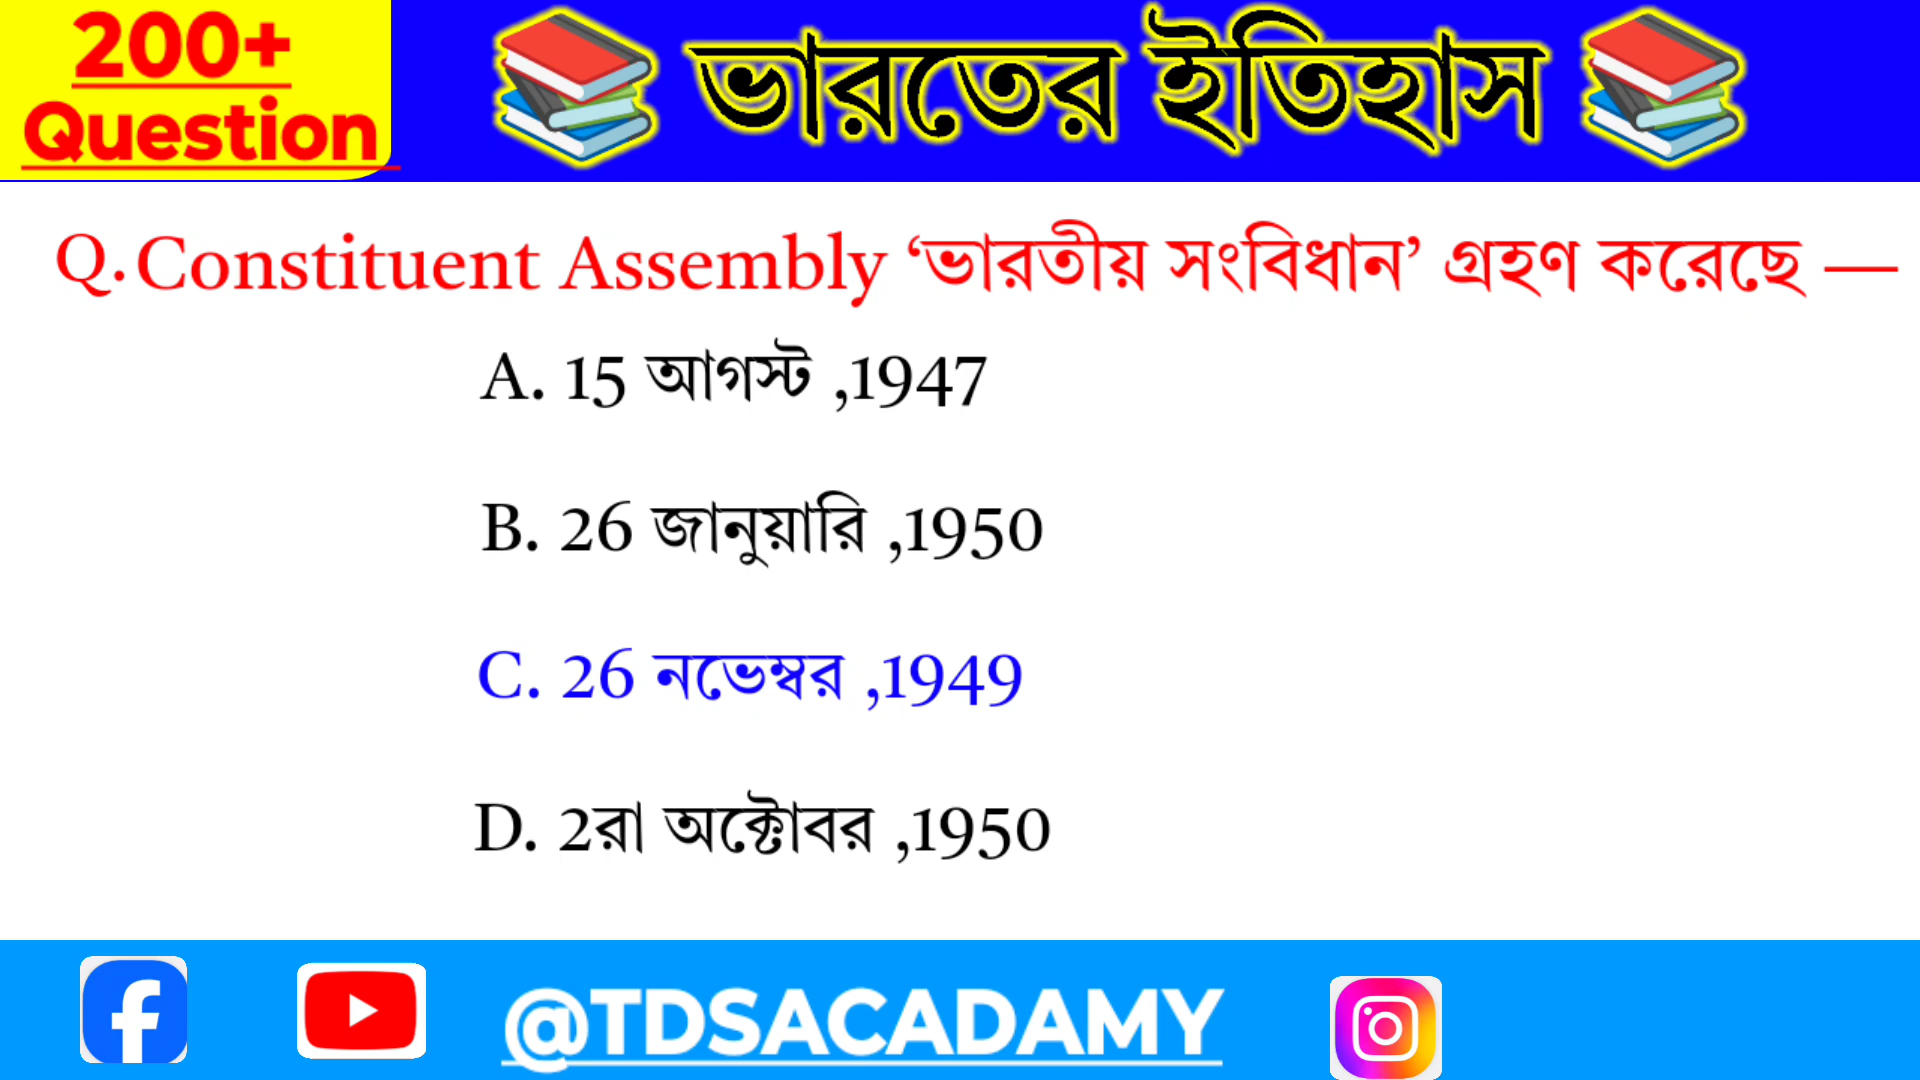 200+
Question
ভারতের ইতিহাস
Q.Constituent Assembly ‘ভারতীয় সংবিধান’ গ্রহণ করেছে —
A. 15 আগস্ট ,1947
B. 26 জানুয়ারি ,1950
C. 26 নভেম্বর ,1949
D. 2রা অক্টোবর ,1950
@TDSACADAMY